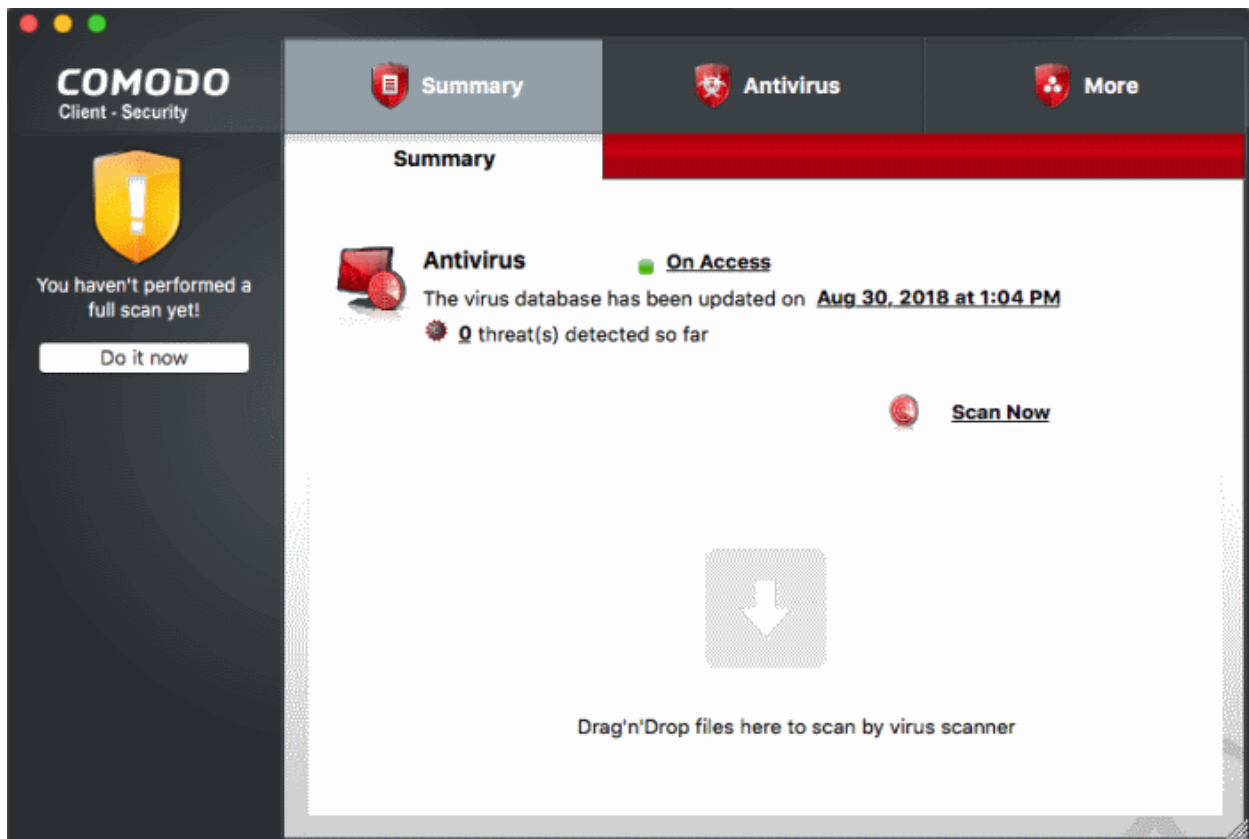 COMODO
Client - Security
Summary
Antivirus
More
Summary
You haven't performed a
full scan yet!
Do it now
Antivirus
On Access
The virus database has been updated on Aug 30, 2018 at 1:04 PM
0 threat(s) detected so far
Scan Now
Drag'n'Drop files here to scan by virus scanner